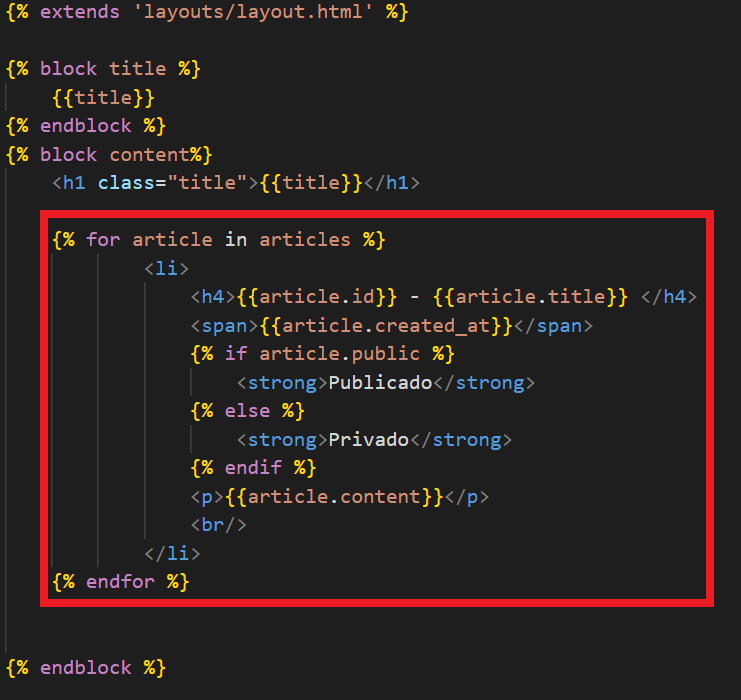 {% extends 'layouts/layout.html' %}
{% block title %}
{{title}}
{% endblock %}
{% block content%}
<h1 class="title">{{title}}</h1>
{% for article in articles %}
<li>
<h4>{{article.id}} - {{article.title}} </h4>
<span>{{article.created_at}}</span>
{% if article.public %}
<strong>Publicado</strong>
{% else %}
<strong>Privado</strong>
{% endif %}
<p>{{article.content}}</p>
<br/>
</li>
{% endfor %}
{% endblock %}